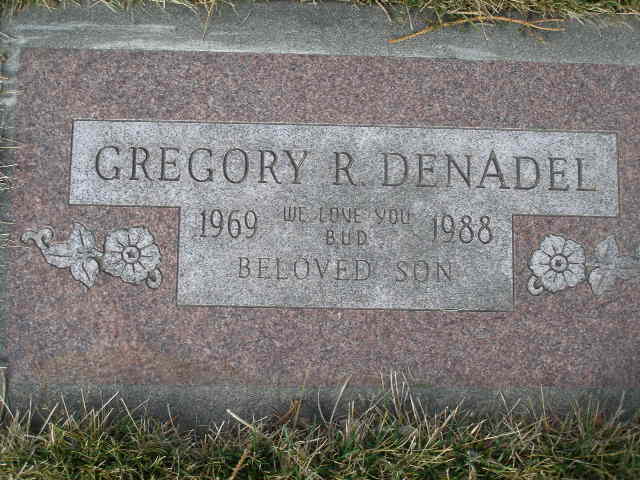 GREGORY R. DENADEL
1969 WE LOVE YOU 1988
BUD
BELOVED SON